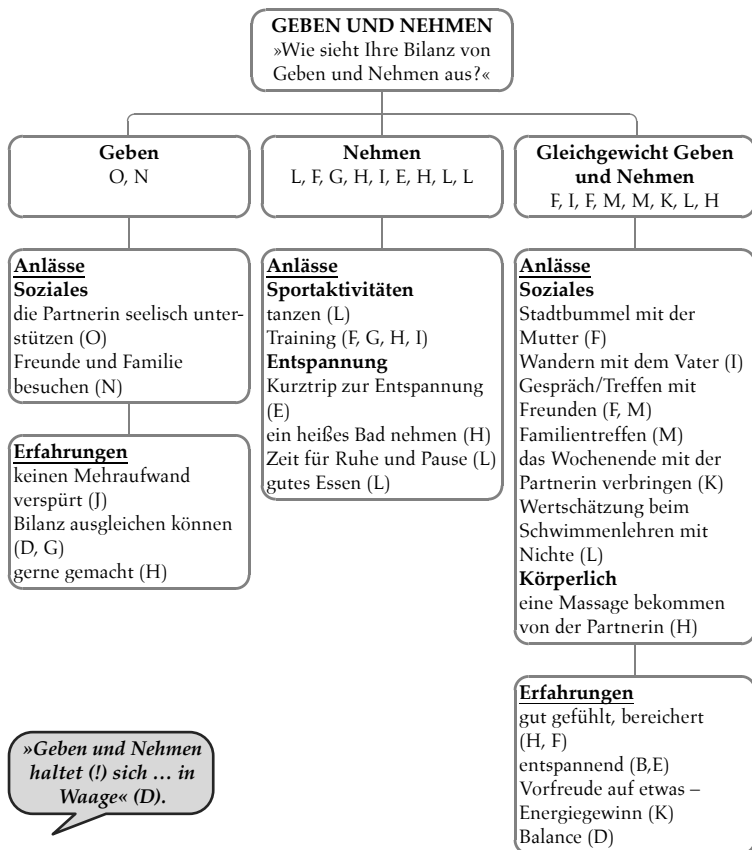 GEBEN UND NEHMEN
»Wie sieht Ihre Bilanz von
Geben und Nehmen aus?«
Geben
O, N
Nehmen
L, F, G, H, I, E, H, L, L
Gleichgewicht Geben
und Nehmen
F, I, F, M, M, K, L, H
Anlässe
Soziales
die Partnerin seelisch unter-
stützen (O)
Freunde und Familie
besuchen (N)
Erfahrungen
keinen Mehraufwand
verspürt (J)
Bilanz ausgleichen können
(D, G)
gerne gemacht (H)
Anlässe
Sportaktivitäten
tanzen (L)
Training (F, G, H, I)
Entspannung
Kurztrip zur Entspannung
(E)
ein heißes Bad nehmen (H)
Zeit für Ruhe und Pause (L)
gutes Essen (L)
Anlässe
Soziales
Stadtbummel mit der
Mutter (F)
Wandern mit dem Vater (I)
Gespräch/Treffen mit
Freunden (F, M)
Familientreffen (M)
das Wochenende mit der
Partnerin verbringen (K)
Wertschätzung beim
Schwimmenlehren mit
Nichte (L)
Körperlich
eine Massage bekommen
von der Partnerin (H)
Erfahrungen
gut gefühlt, bereichert
(H, F)
entspannend (B,E)
Vorfreude auf etwas –
Energiegewinn (K)
Balance (D)
»Geben und Nehmen
haltet (!) sich … in
Waage« (D).